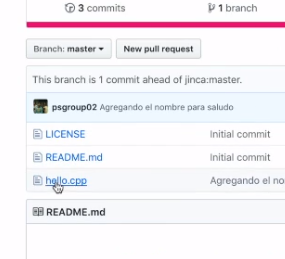 3 commits
1 branch
Branch: master
New pull request
This branch is 1 commit ahead of jinca:master.
psgroup02 Agregando el nombre para saludo
LICENSE Initial commit
README.md Initial commit
hello.cpp Agregando el no
README.md